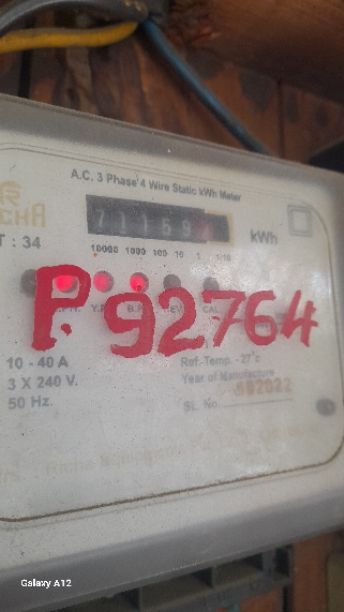 A.C. 3 Phase 4 Wire Static kWh Meter
71169
kWh
10000 1000 100 10 1 1/10
T : 34
P. 92764
10 - 40 A
3 X 240 V.
50 Hz.
Ref. Temp. - 27°c
Year of Manufacture
SL. No.
Galaxy A12